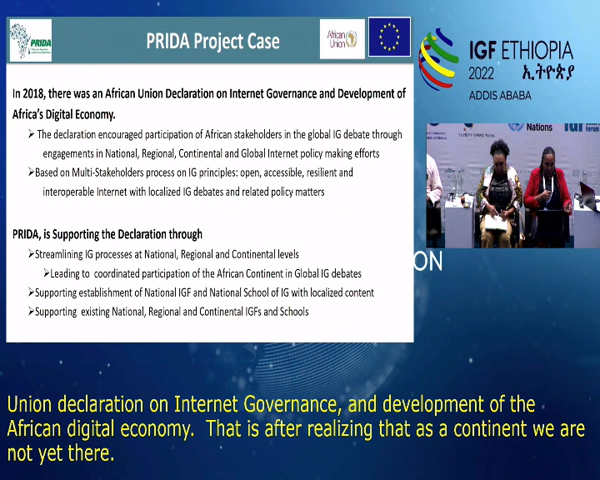 PRIDA
PRIDA Project Case
African
Union
In 2018, there was an African Union Declaration on Internet Governance and Development of
Africa's Digital Economy.
➤ The declaration encouraged participation of African stakeholders in the global IG debate through
engagements in National, Regional, Continental and Global Internet policy making efforts
➤Based on Multi-Stakeholders process on IG principles: open, accessible, resilient and
interoperable Internet with localized IG debates and related policy matters
PRIDA, is Supporting the Declaration through
➤Streamlining IG processes at National, Regional and Continental levels
➤Leading to coordinated participation of the African Continent in Global IG debates
➤Supporting establishment of National IGF and National School of IG with localized content
➤Supporting existing National, Regional and Continental IGFs and Schools
IGF ETHIOPIA
2022 ኢትዮጵያ
ADDIS ABABA
Nations
ON
Union declaration on Internet Governance, and development of the
African digital economy. That is after realizing that as a continent we are
not yet there.